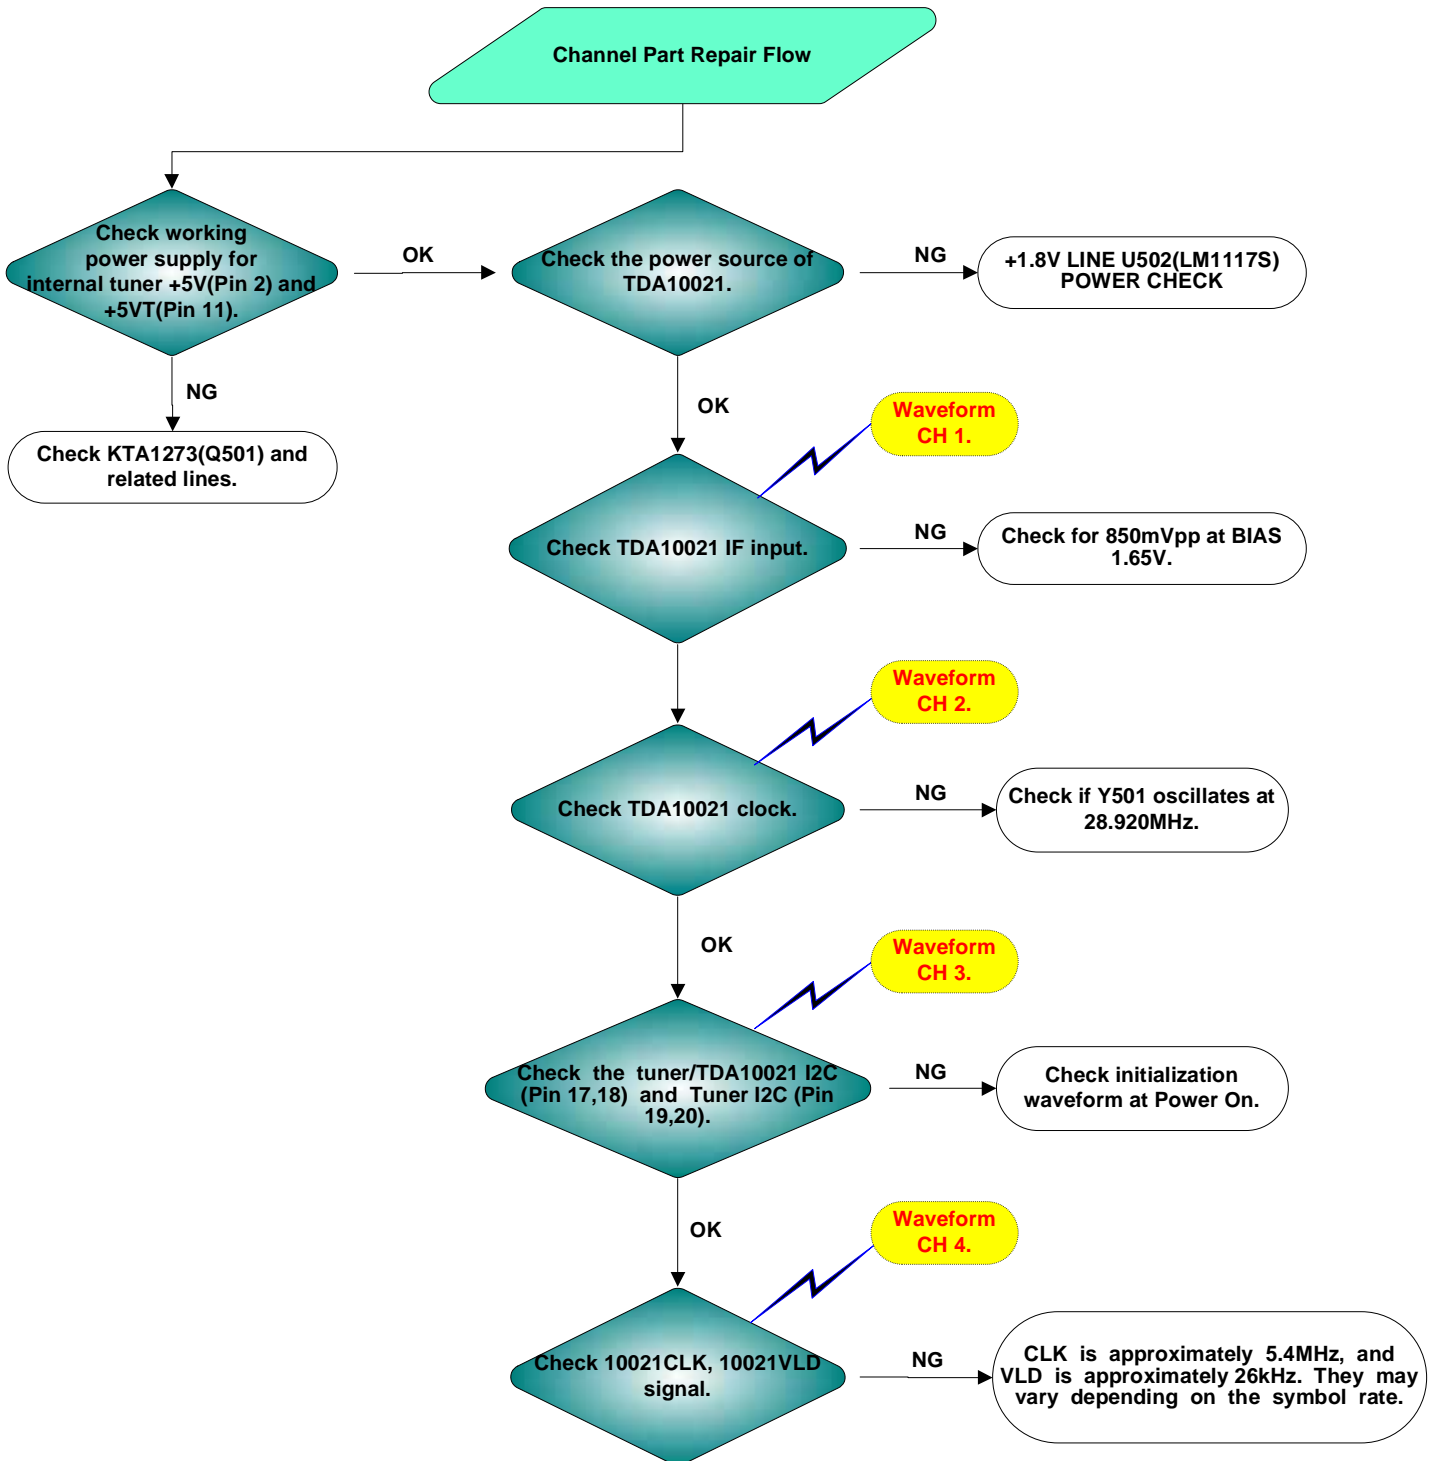 Channel Part Repair Flow
Check working
power supply for
internal tuner +5V(Pin 2) and
+5VT(Pin 11).
OK
Check the power source of
TDA10021.
NG
+1.8V LINE U502(LM1117S)
POWER CHECK
NG
Check KTA1273(Q501) and
related lines.
OK
Waveform
CH 1.
Check TDA10021 IF input.
NG
Check for 850mVpp at BIAS
1.65V.
Waveform
CH 2.
Check TDA10021 clock.
NG
Check if Y501 oscillates at
28.920MHz.
OK
Waveform
CH 3.
Check the tuner/TDA10021 I2C
(Pin 17,18) and Tuner I2C (Pin
19,20).
NG
Check initialization
waveform at Power On.
OK
Waveform
CH 4.
Check 10021CLK, 10021VLD
signal.
NG
CLK is approximately 5.4MHz, and
VLD is approximately 26kHz. They may
vary depending on the symbol rate.